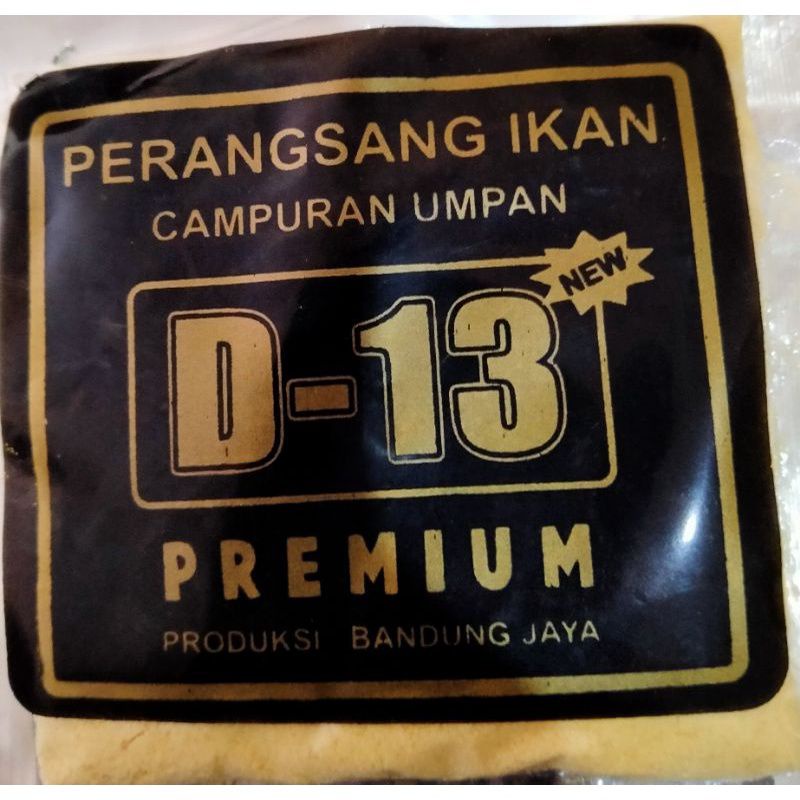 PERANGSANG IKAN
CAMPURAN UMPAN
NEW
D-13
PREMIUM
PRODUKSI BANDUNG JAYA